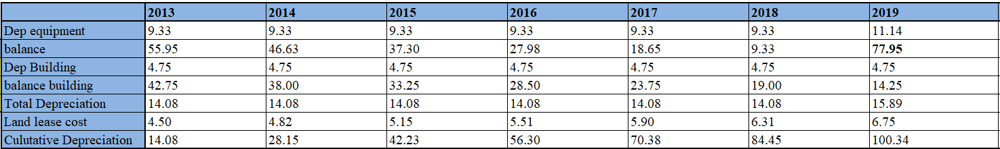 2013 2014 2015 2016 2017 2018 2019
Dep equipment 9.33 9.33 9.33 9.33 9.33 9.33 11.14
balance 55.95 46.63 37.30 27.98 18.65 9.33 77.95
Dep Building 4.75 4.75 4.75 4.75 4.75 4.75 4.75
balance building 42.75 38.00 33.25 28.50 23.75 19.00 14.25
Total Depreciation 14.08 14.08 14.08 14.08 14.08 14.08 15.89
Land lease cost 4.50 4.82 5.15 5.51 5.90 6.31 6.75
Culutative Depreciation 14.08 28.15 42.23 56.30 70.38 84.45 100.34